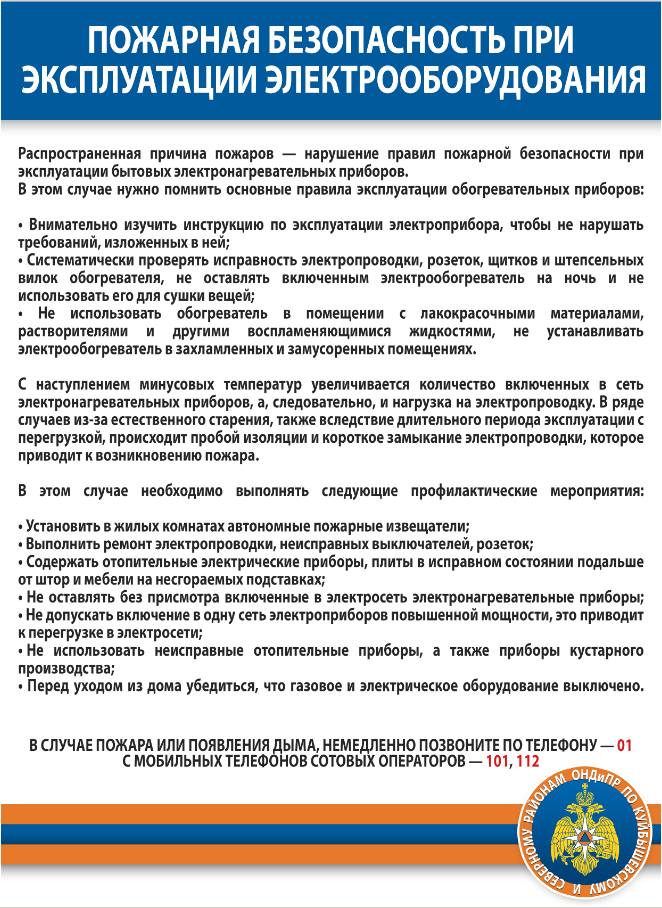 ПОЖАРНАЯ БЕЗОПАСНОСТЬ ПРИ
ЭКСПЛУАТАЦИИ ЭЛЕКТРООБОРУДОВАНИЯ
Распространенная причина пожаров — нарушение правил пожарной безопасности при
эксплуатации бытовых электронагревательных приборов.
В этом случае нужно помнить основные правила эксплуатации обогревательных приборов:
• Внимательно изучить инструкцию по эксплуатации электроприбора, чтобы не нарушать
требований, изложенных в ней;
• Систематически проверять исправность электропроводки, розеток, щитков и штепсельных
вилок обогревателя, не оставлять включенным электрообогреватель на ночь и не
использовать его для сушки вещей;
• Не использовать обогреватель в помещении с лакокрасочными материалами,
растворителями и другими воспламеняющимися жидкостями, не устанавливать
электрообогреватель в захламленных и замусоренных помещениях.
С наступлением минусовых температур увеличивается количество включенных в сеть
электронагревательных приборов, а, следовательно, и нагрузка на электропроводку. В ряде
случаев из-за естественного старения, также вследствие длительного периода эксплуатации с
перегрузкой, происходит пробой изоляции и короткое замыкание электропроводки, которое
приводит к возникновению пожара.
В этом случае необходимо выполнять следующие профилактические мероприятия:
• Установить в жилых комнатах автономные пожарные извещатели;
• Выполнить ремонт электропроводки, неисправных выключателей, розеток;
• Содержать отопительные электрические приборы, плиты в исправном состоянии подальше
от штор и мебели на несгораемых подставках;
• Не оставлять без присмотра включенные в электросеть электронагревательные приборы;
• Не допускать включение в одну сеть электроприборов повышенной мощности, это приводит
к перегрузке в электросети;
• Не использовать неисправные отопительные приборы, а также приборы кустарного
производства;
• Перед уходом из дома убедиться, что газовое и электрическое оборудование выключено.
В СЛУЧАЕ ПОЖАРА ИЛИ ПОЯВЛЕНИЯ ДЫМА, НЕМЕДЛЕННО ПОЗВОНИТЕ ПО ТЕЛЕФОНУ — 01
С МОБИЛЬНЫХ ТЕЛЕФОНОВ СОТОВЫХ ОПЕРАТОРОВ — 101, 112
ОНДиПР ПО КУЙБЫШЕВСКОМУ И СЕВЕРНОМУ РАЙОНАМ